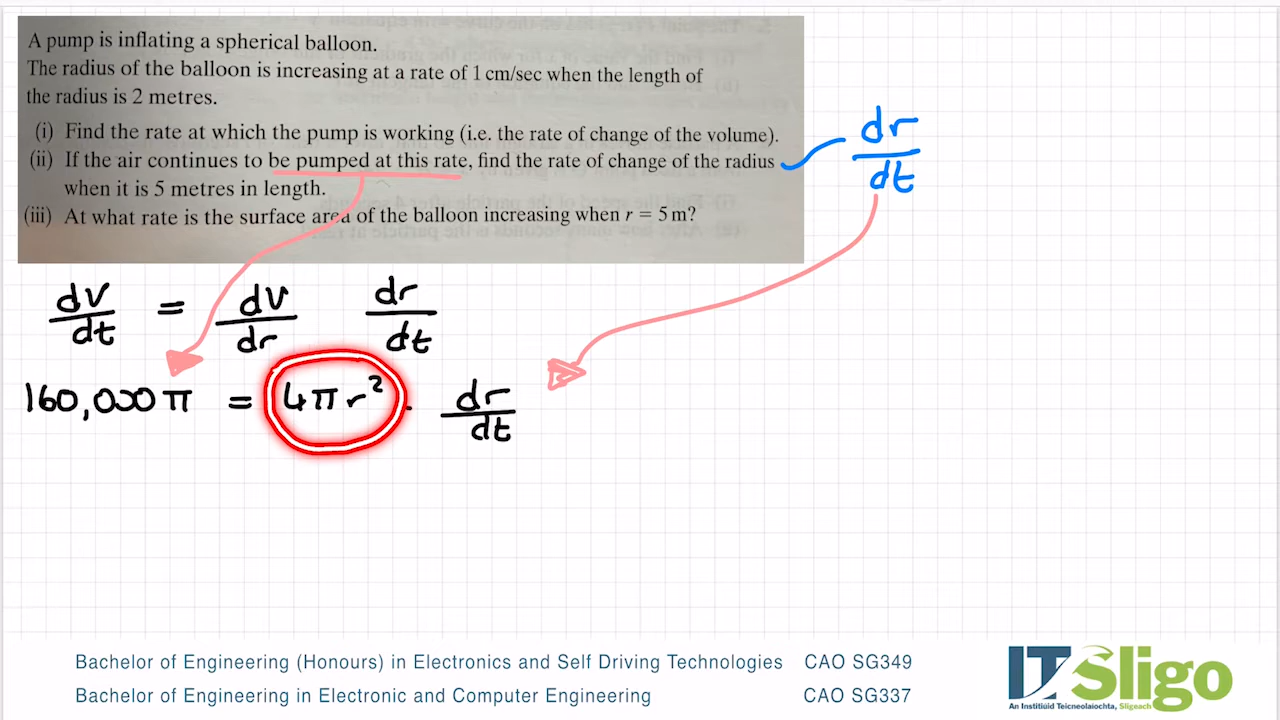 A pump is inflating a spherical balloon.
The radius of the balloon is increasing at a rate of 1 cm/sec when the length of
the radius is 2 metres.
(i) Find the rate at which the pump is working (i.e. the rate of change of the volume).
(ii) If the air continues to be pumped at this rate, find the rate of change of the radius
when it is 5 metres in length.
(iii) At what rate is the surface area of the balloon increasing when r = 5 m?
dr/dt
dV/dt = dV/dr dr/dt
160,000π = 4πr² · dr/dt
Bachelor of Engineering (Honours) in Electronics and Self Driving Technologies CAO SG349
Bachelor of Engineering in Electronic and Computer Engineering CAO SG337
IT Sligo
An Institiúid Teicneolaíochta, Sligeach